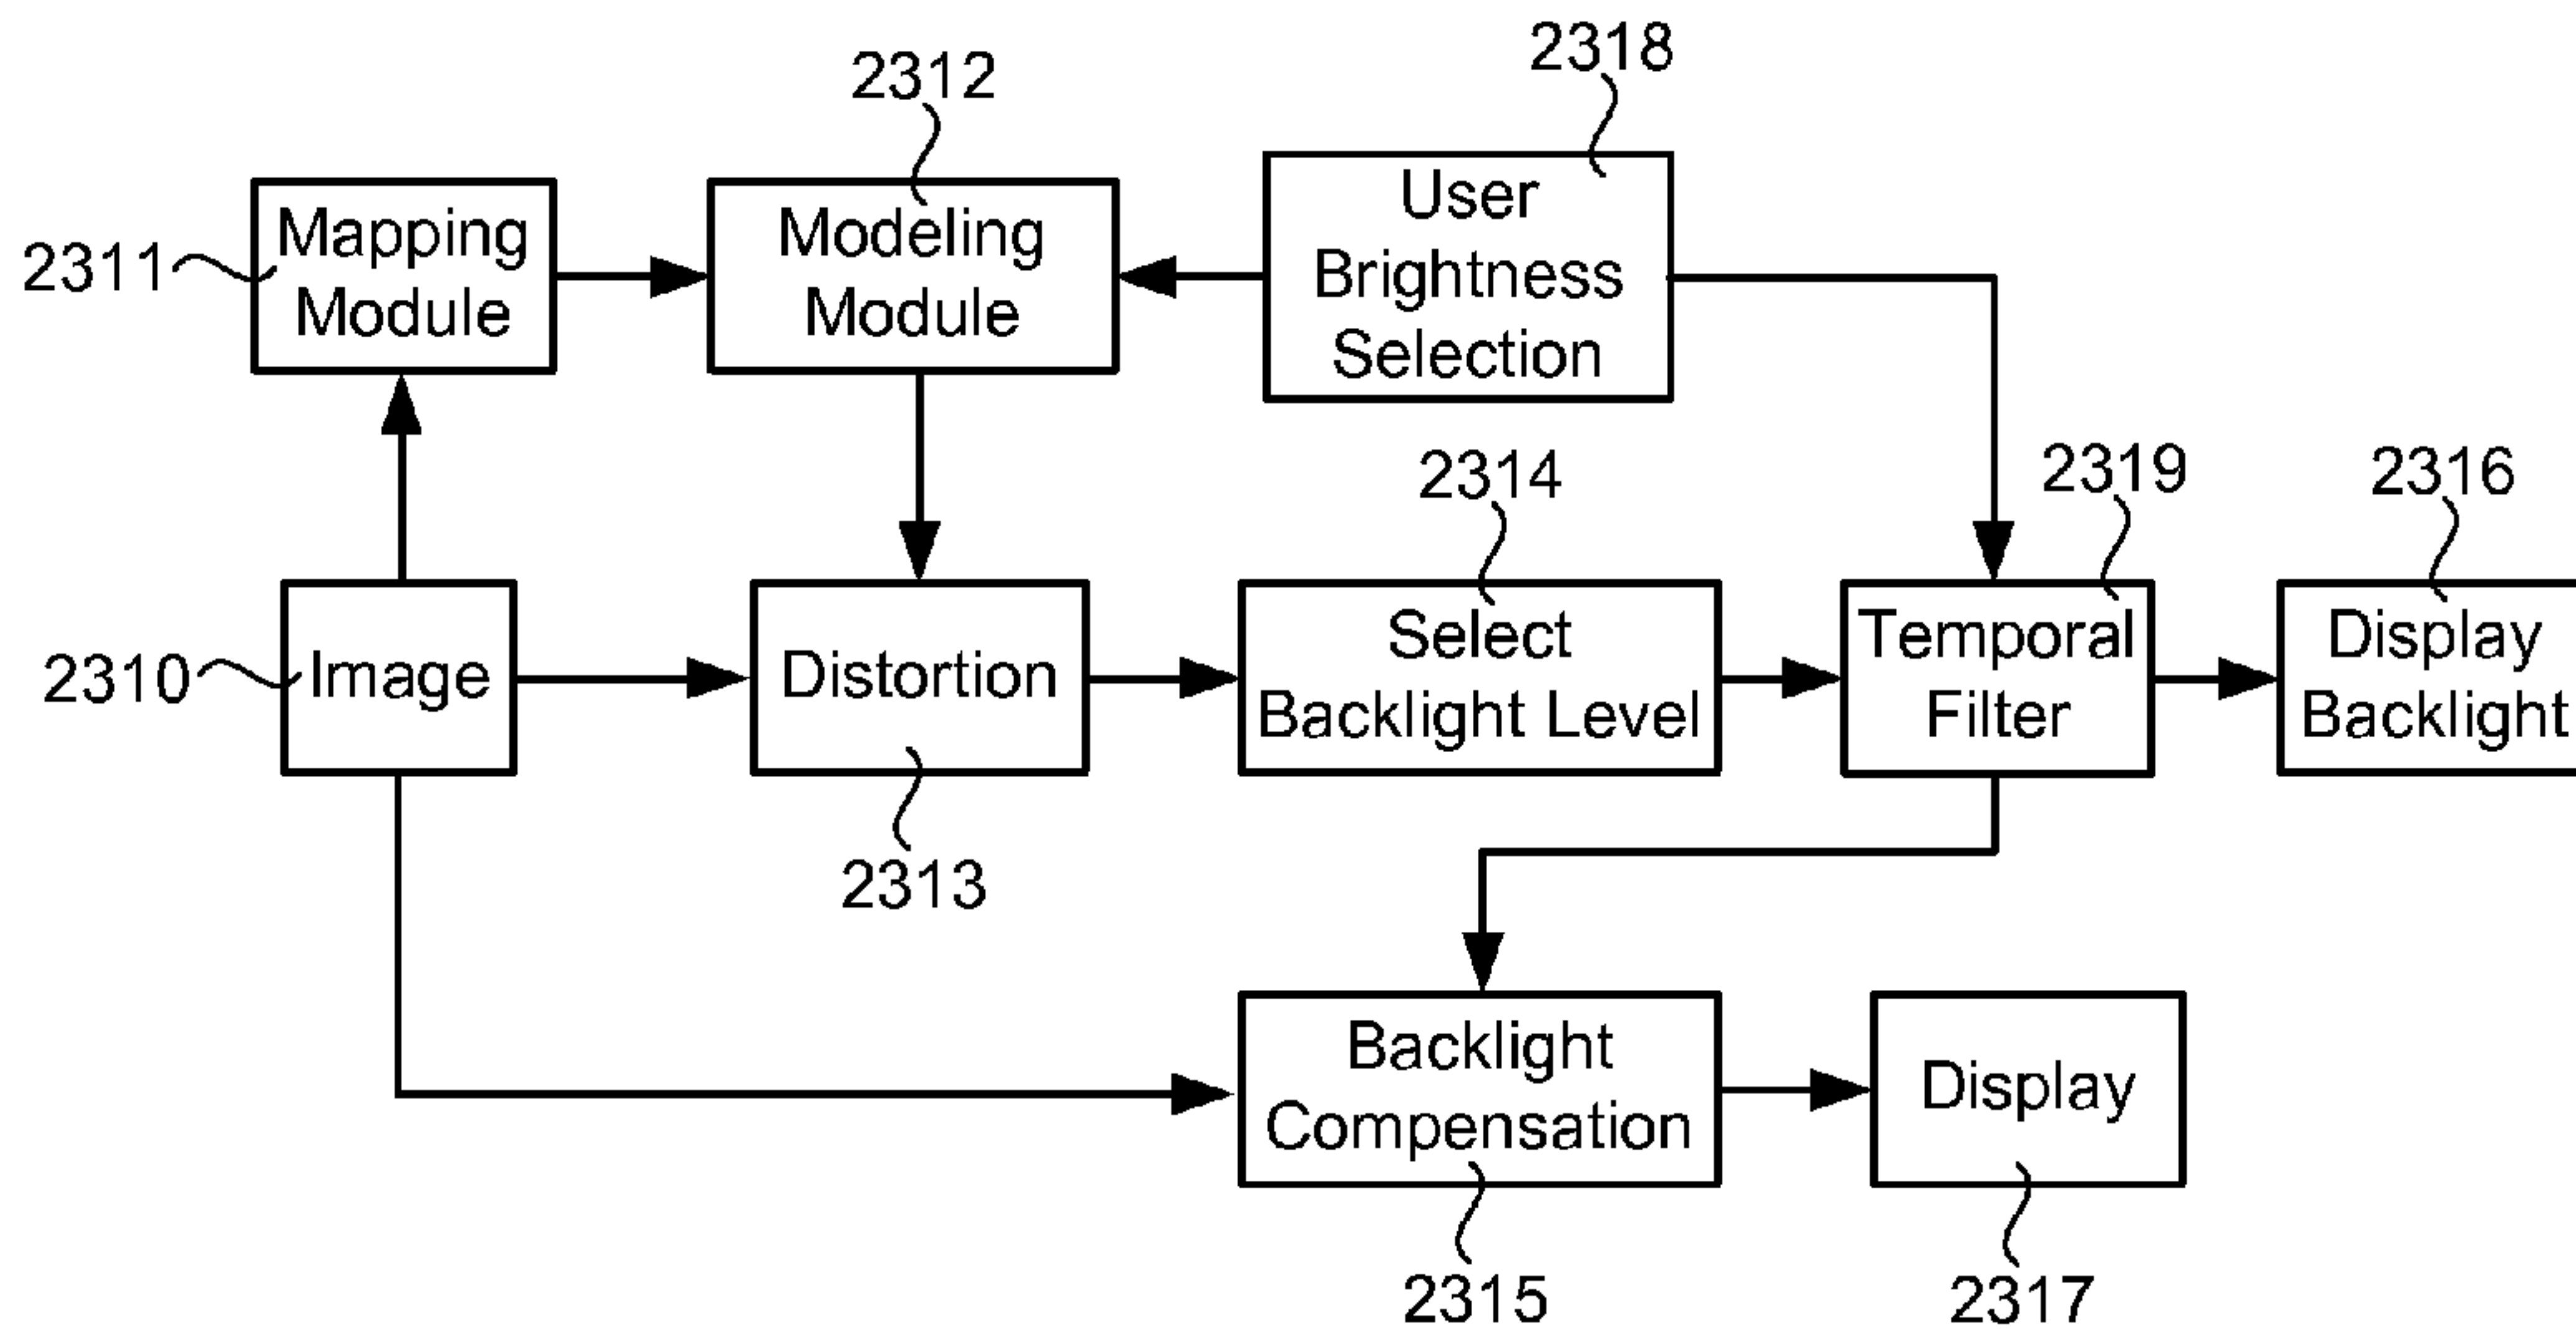 2318
2312
User
Brightness
Selection
Mapping
Module
Modeling
Module
2311
2314
2319
2316
Image
2310
Distortion
Select
Backlight Level
Temporal
Filter
Display
Backlight
2313
Backlight
Compensation
Display
2315
2317